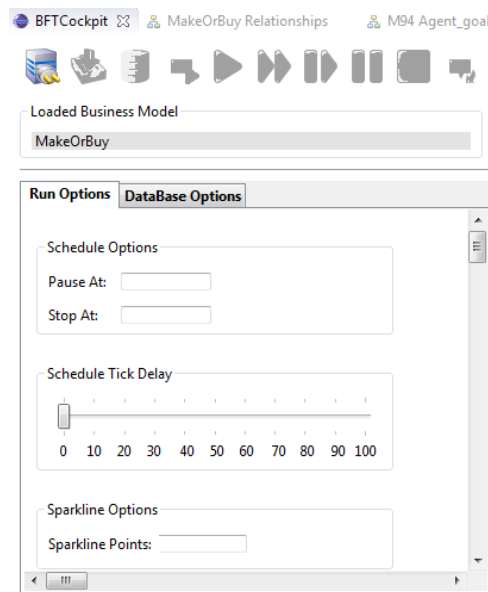 BFTCockpit MakeOrBuy Relationships M94 Agent_goal
Loaded Business Model
MakeOrBuy
Run Options DataBase Options
Schedule Options
Pause At:
Stop At:
Schedule Tick Delay
0 10 20 30 40 50 60 70 80 90 100
Sparkline Options
Sparkline Points: